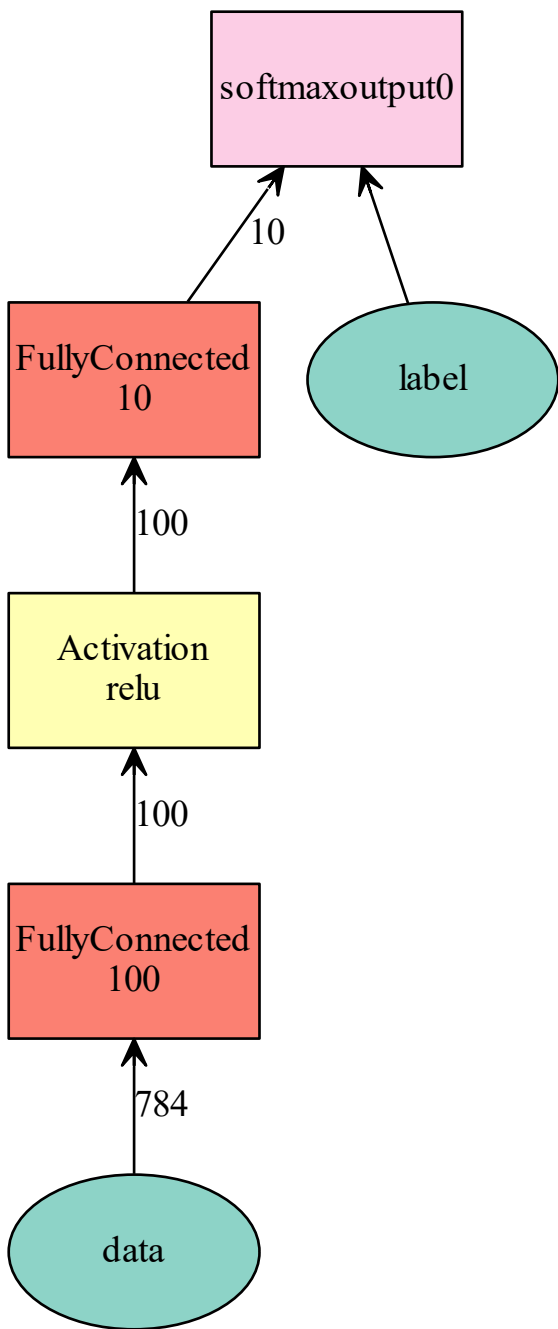 softmaxoutput0
10
FullyConnected
10
label
100
Activation
relu
100
FullyConnected
100
784
data